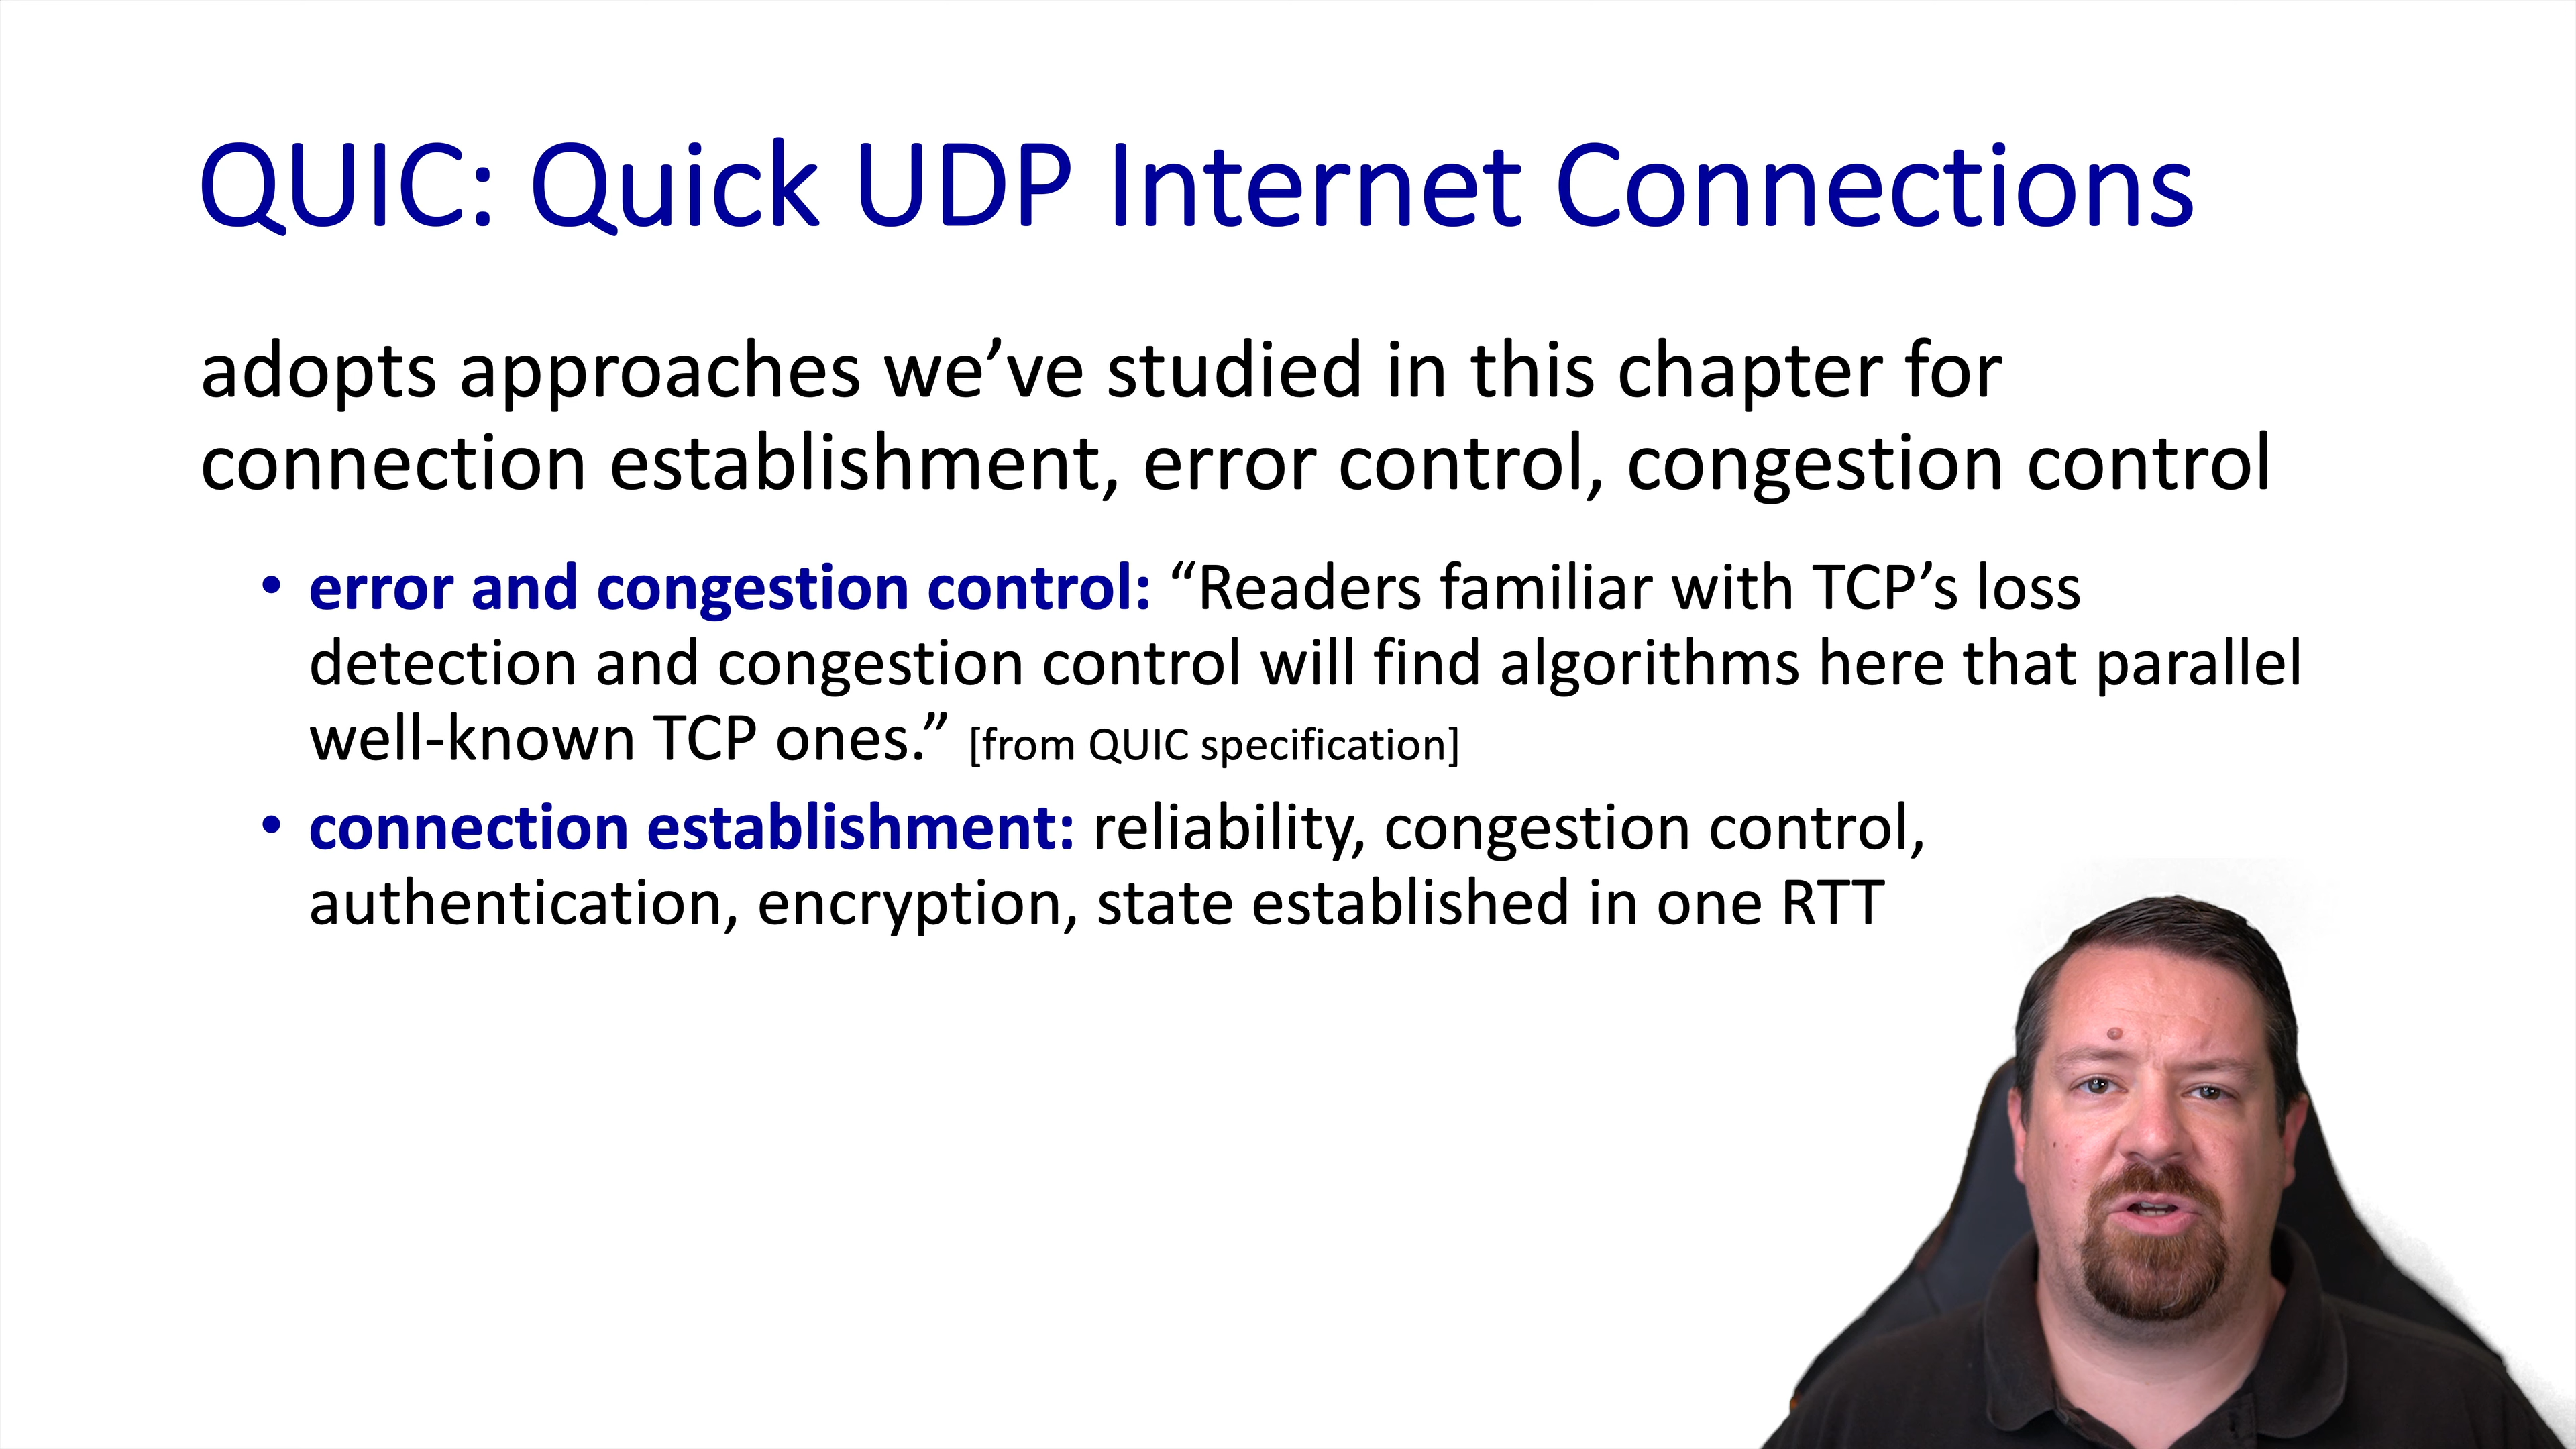 QUIC: Quick UDP Internet Connections
adopts approaches we’ve studied in this chapter for
connection establishment, error control, congestion control
• error and congestion control: “Readers familiar with TCP’s loss
detection and congestion control will find algorithms here that parallel
well-known TCP ones.” [from QUIC specification]
• connection establishment: reliability, congestion control,
authentication, encryption, state established in one RTT